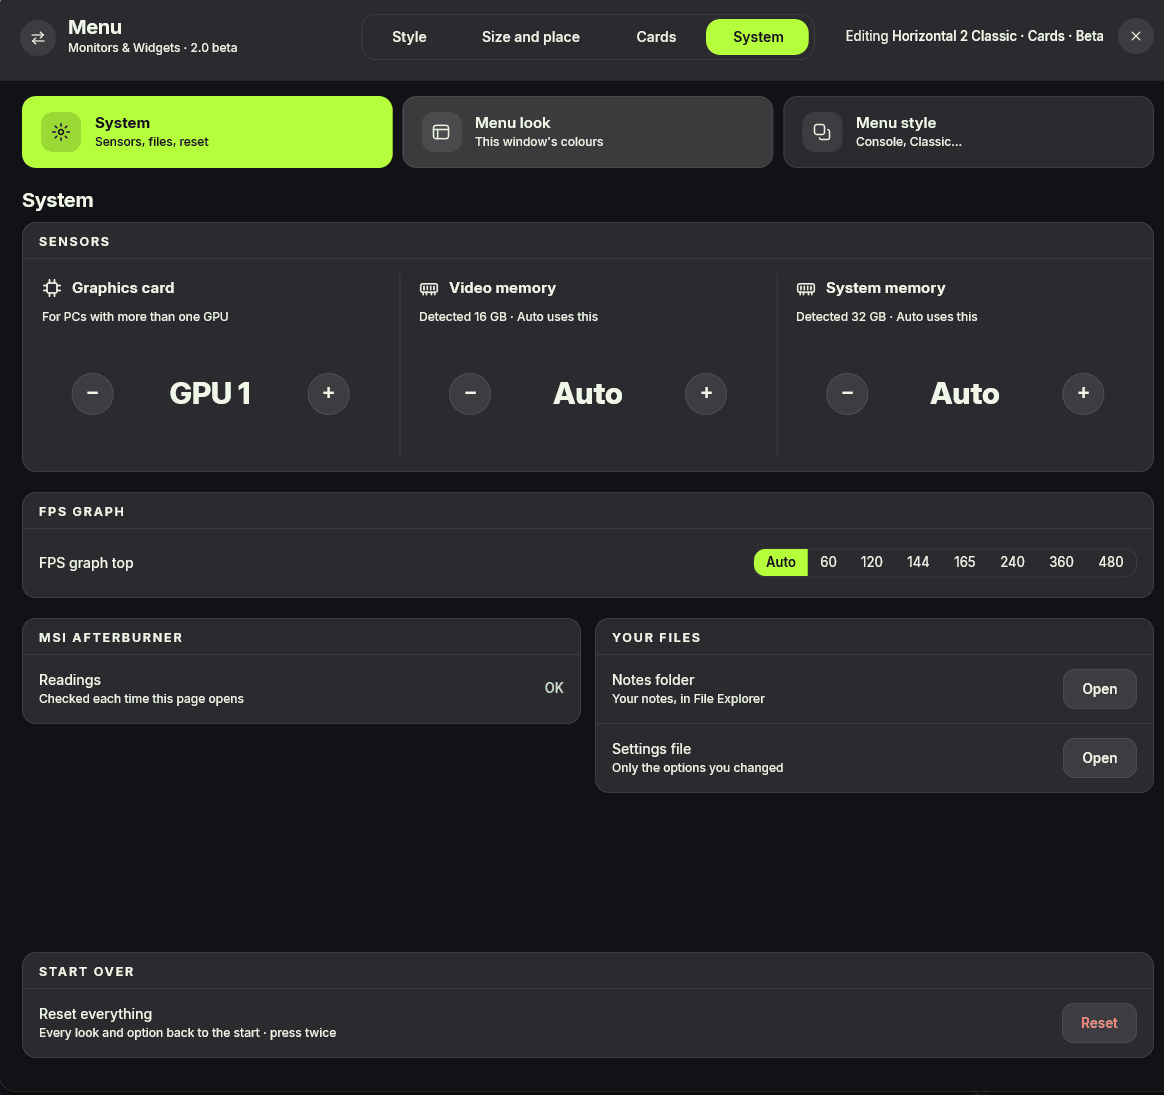 Menu
Monitors & Widgets · 2.0 beta
Style
Size and place
Cards
System
Editing Horizontal 2 Classic · Cards · Beta
System
Sensors, files, reset
Menu look
This window's colours
Menu style
Console, Classic...
System
SENSORS
Graphics card
For PCs with more than one GPU
− GPU 1 +
Video memory
Detected 16 GB · Auto uses this
− Auto +
System memory
Detected 32 GB · Auto uses this
− Auto +
FPS GRAPH
FPS graph top
Auto 60 120 144 165 240 360 480
MSI AFTERBURNER
Readings
Checked each time this page opens
OK
YOUR FILES
Notes folder
Your notes, in File Explorer
Open
Settings file
Only the options you changed
Open
START OVER
Reset everything
Every look and option back to the start · press twice
Reset